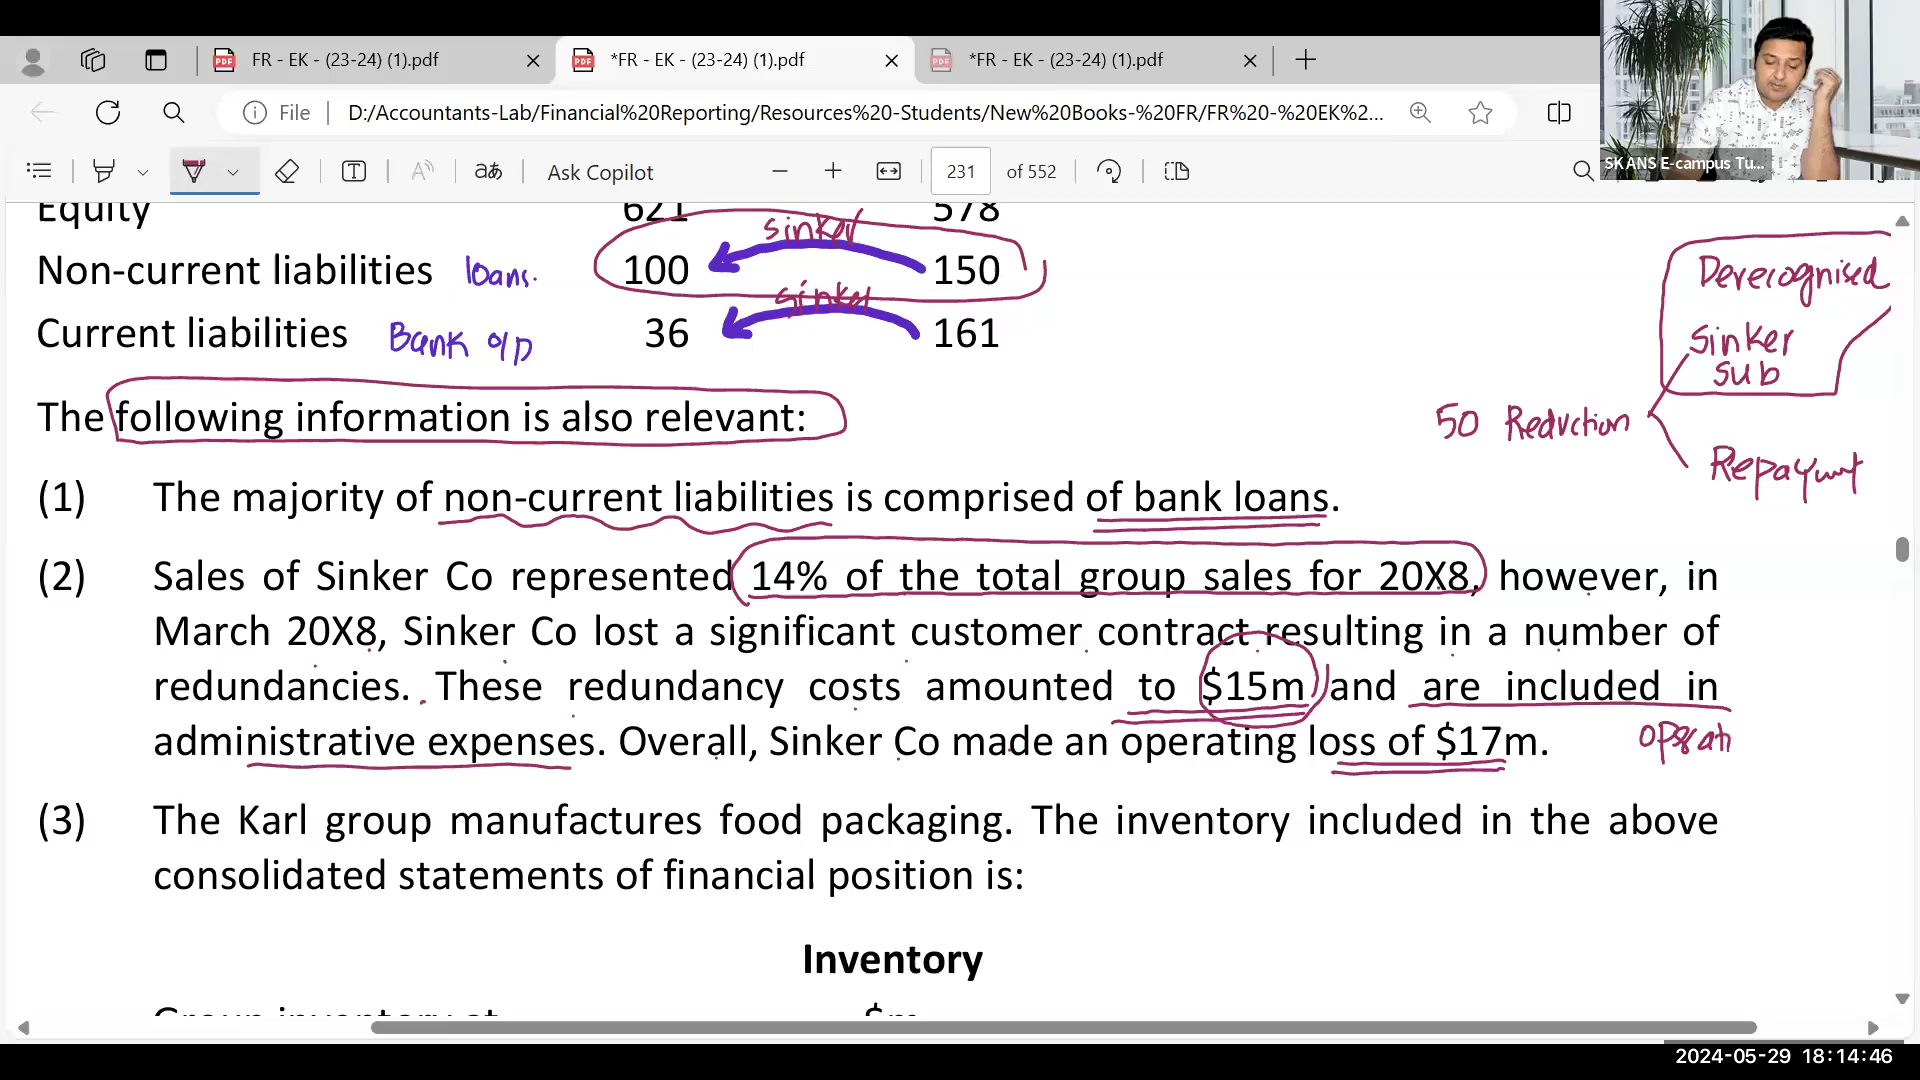 FR - EK - (23-24) (1).pdf
*FR - EK - (23-24) (1).pdf
*FR - EK - (23-24) (1).pdf
File
D:/Accountants-Lab/Financial%20Reporting/Resources%20-Students/New%20Books-%20FR/FR%20-%20EK%2...
Ask Copilot
231 of 552
SKANS E-campus Tu...
Equity 621 578
sinker
Non-current liabilities loans. 100 150
sinker
Current liabilities Bank o/D 36 161
Derecognised
Sinker
Sub
50 Reduction
Repayment
The following information is also relevant:
(1) The majority of non-current liabilities is comprised of bank loans.
(2) Sales of Sinker Co represented 14% of the total group sales for 20X8, however, in
March 20X8, Sinker Co lost a significant customer contract resulting in a number of
redundancies. These redundancy costs amounted to $15m and are included in
administrative expenses. Overall, Sinker Co made an operating loss of $17m.
operati
(3) The Karl group manufactures food packaging. The inventory included in the above
consolidated statements of financial position is:
Inventory
Group inventory at $m
2024-05-29 18:14:46